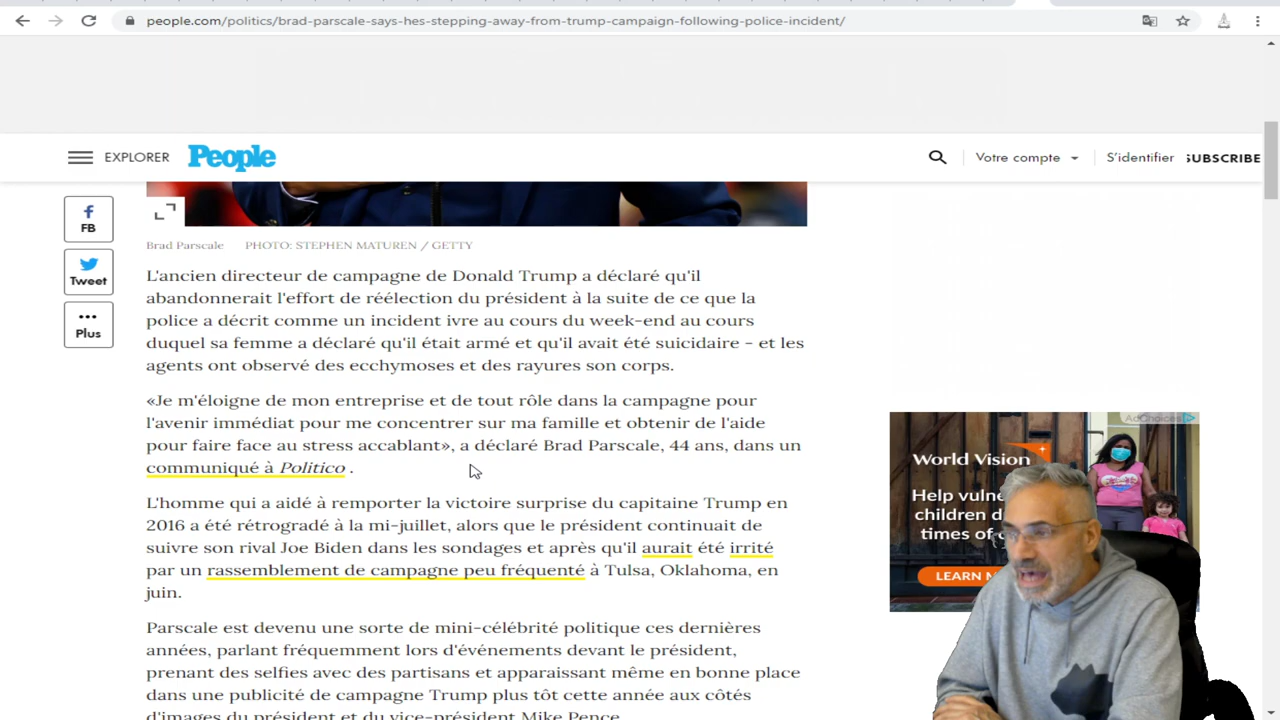 people.com/politics/brad-parscale-says-hes-stepping-away-from-trump-campaign-following-police-incident/
EXPLORER
People
Votre compte
S'identifier
SUBSCRIBE
FB
Tweet
Plus
Brad Parscale PHOTO: STEPHEN MATUREN / GETTY
L'ancien directeur de campagne de Donald Trump a déclaré qu'il
abandonnerait l'effort de réélection du président à la suite de ce que la
police a décrit comme un incident ivre au cours du week-end au cours
duquel sa femme a déclaré qu'il était armé et qu'il avait été suicidaire - et les
agents ont observé des ecchymoses et des rayures son corps.
«Je m'éloigne de mon entreprise et de tout rôle dans la campagne pour
l'avenir immédiat pour me concentrer sur ma famille et obtenir de l'aide
pour faire face au stress accablant», a déclaré Brad Parscale, 44 ans, dans un
communiqué à Politico .
L'homme qui a aidé à remporter la victoire surprise du capitaine Trump en
2016 a été rétrogradé à la mi-juillet, alors que le président continuait de
suivre son rival Joe Biden dans les sondages et après qu'il aurait été irrité
par un rassemblement de campagne peu fréquenté à Tulsa, Oklahoma, en
juin.
Parscale est devenu une sorte de mini-célébrité politique ces dernières
années, parlant fréquemment lors d'événements devant le président,
prenant des selfies avec des partisans et apparaissant même en bonne place
dans une publicité de campagne Trump plus tôt cette année aux côtés
d'images du président et du vice-président Mike Pence
AdChoices
World Vision
Help
children
times of
LEARN